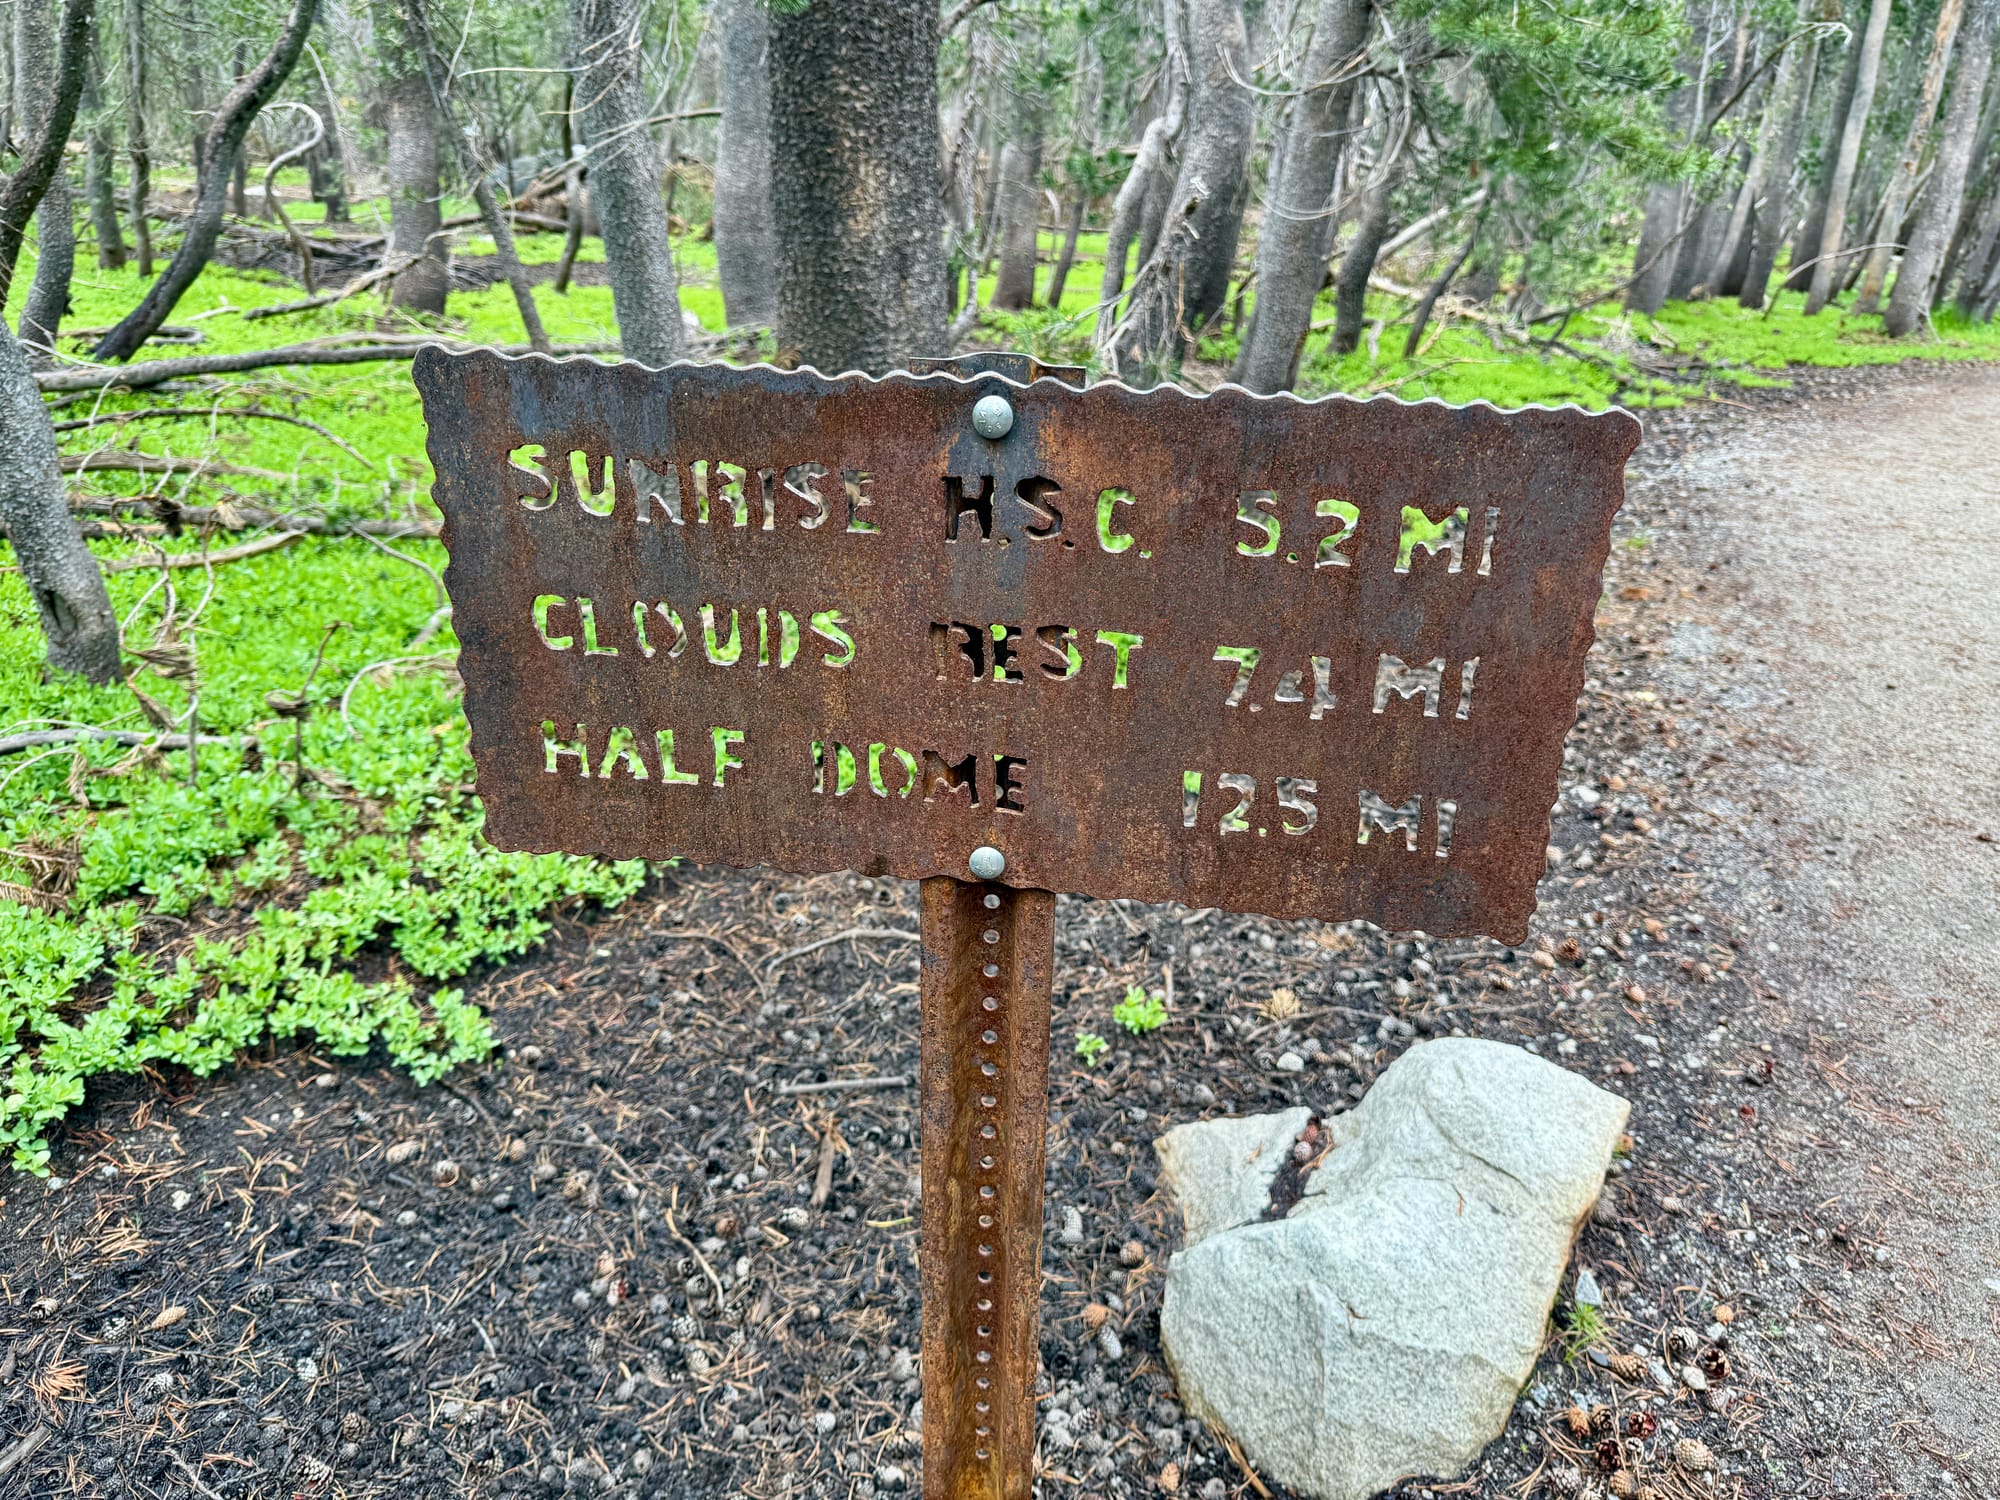 SUNRISE H.S.C. 5.2 MI
CLOUDS REST 7.4 MI
HALF DOME 12.5 MI